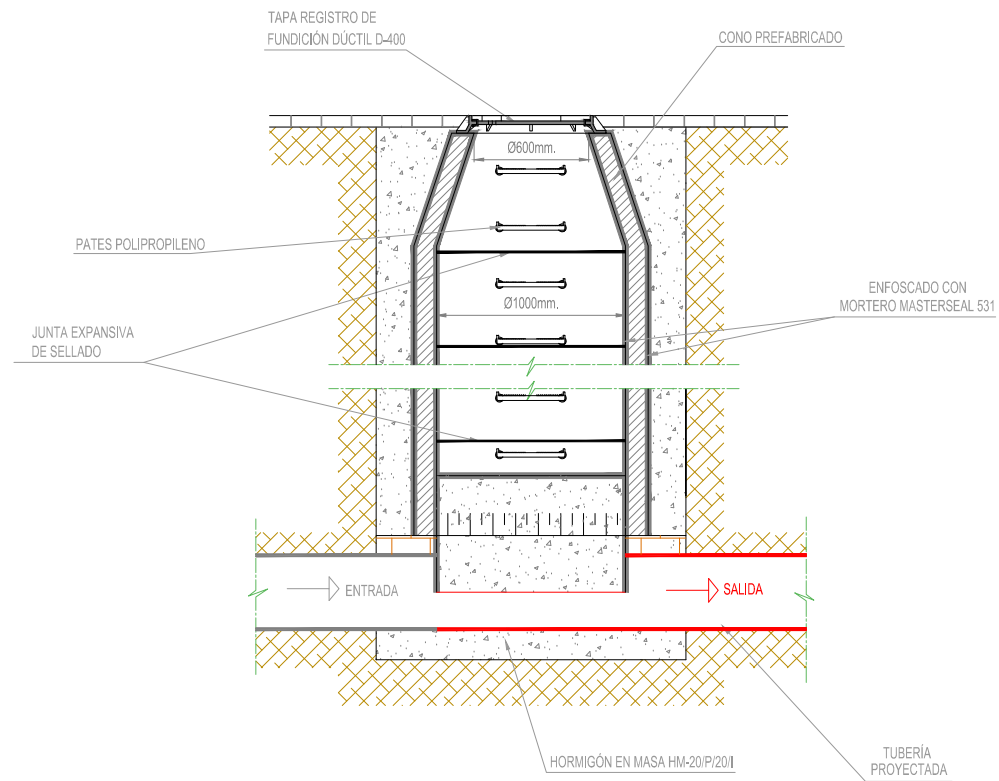 TAPA REGISTRO DE
FUNDICIÓN DÚCTIL D-400
CONO PREFABRICADO
Ø600mm.
PATES POLIPROPILENO
ENFOSCADO CON
MORTERO MASTERSEAL 531
Ø1000mm.
JUNTA EXPANSIVA
DE SELLADO
ENTRADA
SALIDA
HORMIGÓN EN MASA HM-20/P/20/I
TUBERÍA
PROYECTADA